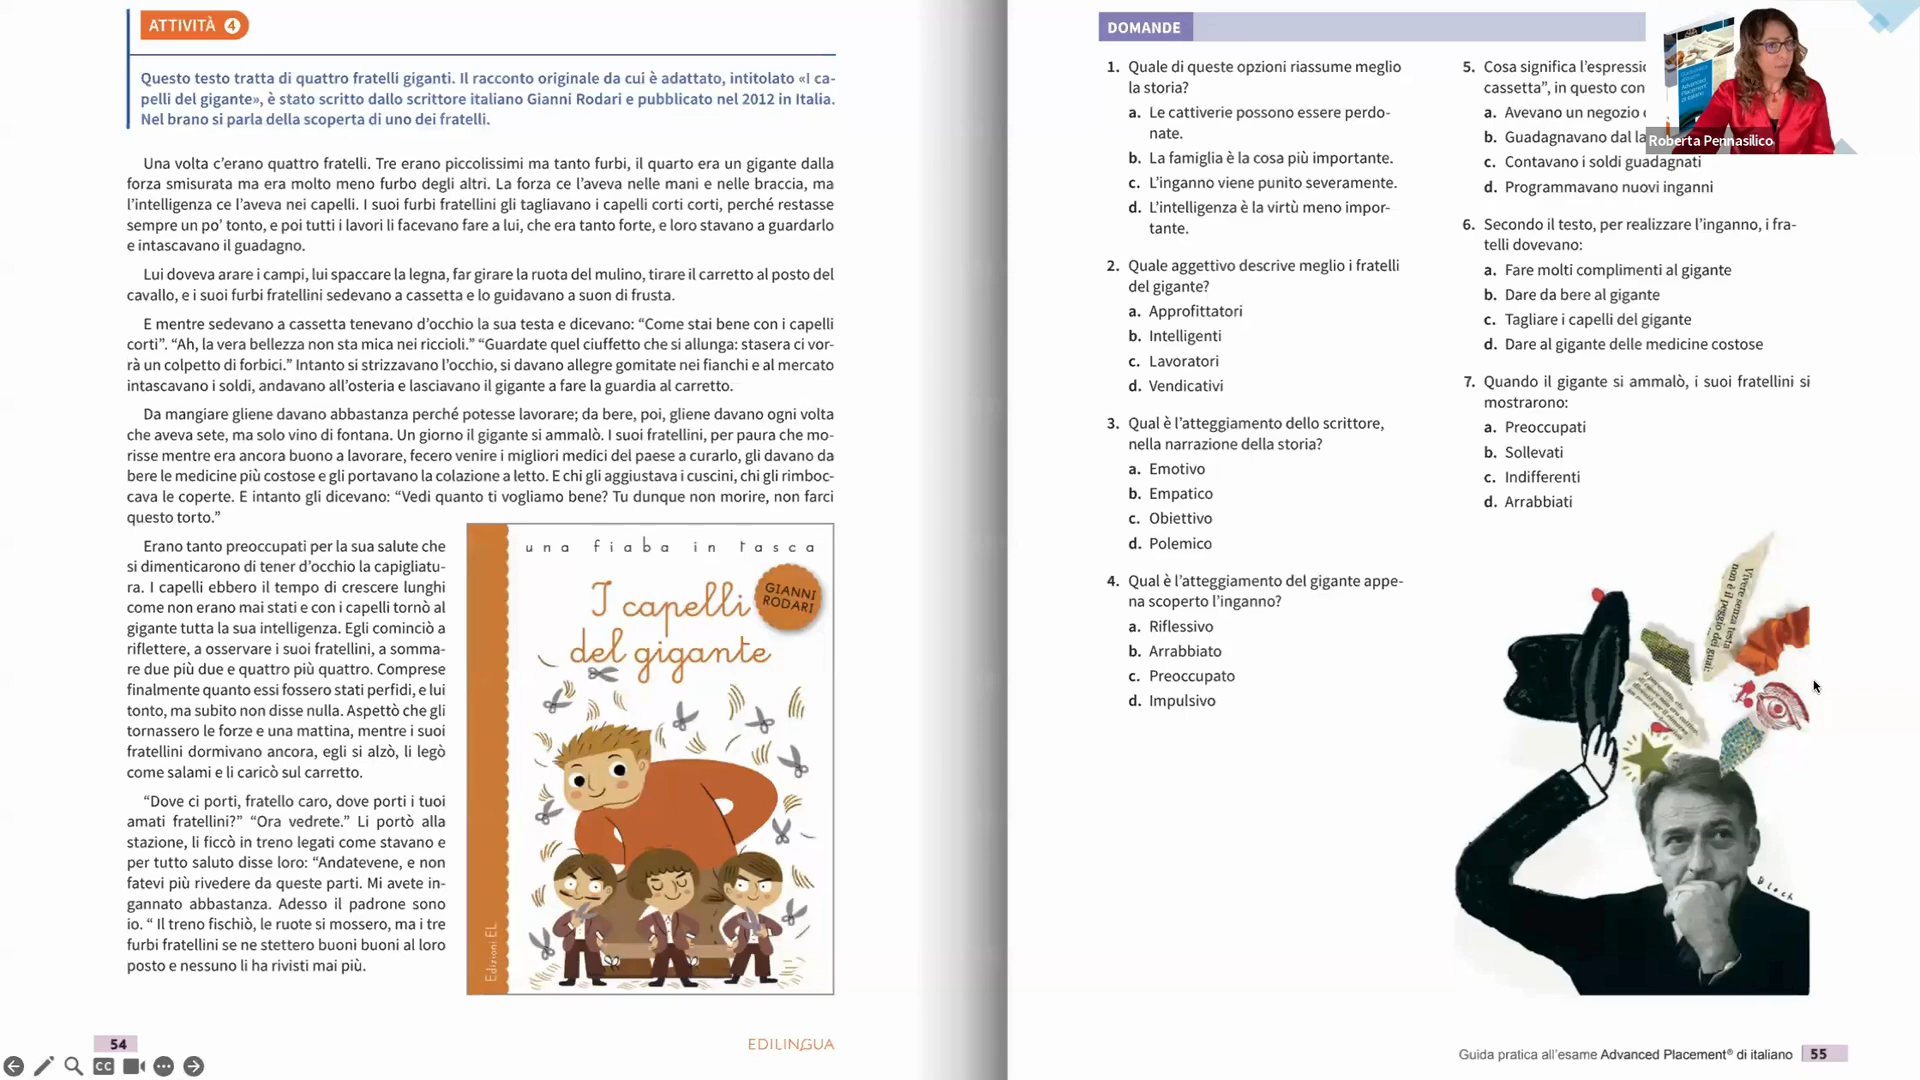 ATTIVITÀ 4
Questo testo tratta di quattro fratelli giganti. Il racconto originale da cui è adattato, intitolato «I ca-
pelli del gigante», è stato scritto dallo scrittore italiano Gianni Rodari e pubblicato nel 2012 in Italia.
Nel brano si parla della scoperta di uno dei fratelli.
Una volta c’erano quattro fratelli. Tre erano piccolissimi ma tanto furbi, il quarto era un gigante dalla
forza smisurata ma era molto meno furbo degli altri. La forza ce l’aveva nelle mani e nelle braccia, ma
l’intelligenza ce l’aveva nei capelli. I suoi furbi fratellini gli tagliavano i capelli corti corti, perché restasse
sempre un po’ tonto, e poi tutti i lavori li facevano fare a lui, che era tanto forte, e loro stavano a guardarlo
e intascavano il guadagno.
Lui doveva arare i campi, lui spaccare la legna, far girare la ruota del mulino, tirare il carretto al posto del
cavallo, e i suoi furbi fratellini sedevano a cassetta e lo guidavano a suon di frusta.
E mentre sedevano a cassetta tenevano d’occhio la sua testa e dicevano: “Come stai bene con i capelli
corti”. “Ah, la vera bellezza non sta mica nei riccioli.” “Guardate quel ciuffetto che si allunga: stasera ci vor-
rà un colpetto di forbici.” Intanto si strizzavano l’occhio, si davano allegre gomitate nei fianchi e al mercato
intascavano i soldi, andavano all’osteria e lasciavano il gigante a fare la guardia al carretto.
Da mangiare gliene davano abbastanza perché potesse lavorare; da bere, poi, gliene davano ogni volta
che aveva sete, ma solo vino di fontana. Un giorno il gigante si ammalò. I suoi fratellini, per paura che mo-
risse mentre era ancora buono a lavorare, fecero venire i migliori medici del paese a curarlo, gli davano da
bere le medicine più costose e gli portavano la colazione a letto. E chi gli aggiustava i cuscini, chi gli rimboc-
cava le coperte. E intanto gli dicevano: “Vedi quanto ti vogliamo bene? Tu dunque non morire, non farci
questo torto.”
Erano tanto preoccupati per la sua salute che
si dimenticarono di tener d’occhio la capigliatu-
ra. I capelli ebbero il tempo di crescere lunghi
come non erano mai stati e con i capelli tornò al
gigante tutta la sua intelligenza. Egli cominciò a
riflettere, a osservare i suoi fratellini, a somma-
re due più due e quattro più quattro. Comprese
finalmente quanto essi fossero stati perfidi, e lui
tonto, ma subito non disse nulla. Aspettò che gli
tornassero le forze e una mattina, mentre i suoi
fratellini dormivano ancora, egli si alzò, li legò
come salami e li caricò sul carretto.
“Dove ci porti, fratello caro, dove porti i tuoi
amati fratellini?” “Ora vedrete.” Li portò alla
stazione, li ficcò in treno legati come stavano e
per tutto saluto disse loro: “Andatevene, e non
fatevi più rivedere da queste parti. Mi avete in-
gannato abbastanza. Adesso il padrone sono
io. “ Il treno fischiò, le ruote si mossero, ma i tre
furbi fratellini se ne stettero buoni buoni al loro
posto e nessuno li ha rivisti mai più.
una fiaba in tasca
GIANNI
RODARI
I capelli
del gigante
Edizioni EL
54
EDILINGUA
CC
DOMANDE
1. Quale di queste opzioni riassume meglio
la storia?
a. Le cattiverie possono essere perdo-
nate.
b. La famiglia è la cosa più importante.
c. L’inganno viene punito severamente.
d. L’intelligenza è la virtù meno impor-
tante.
2. Quale aggettivo descrive meglio i fratelli
del gigante?
a. Approfittatori
b. Intelligenti
c. Lavoratori
d. Vendicativi
3. Qual è l’atteggiamento dello scrittore,
nella narrazione della storia?
a. Emotivo
b. Empatico
c. Obiettivo
d. Polemico
4. Qual è l’atteggiamento del gigante appe-
na scoperto l’inganno?
a. Riflessivo
b. Arrabbiato
c. Preoccupato
d. Impulsivo
5. Cosa significa l’espressio
cassetta”, in questo con
a. Avevano un negozio
b. Guadagnavano dal la
c. Contavano i soldi guadagnati
d. Programmavano nuovi inganni
6. Secondo il testo, per realizzare l’inganno, i fra-
telli dovevano:
a. Fare molti complimenti al gigante
b. Dare da bere al gigante
c. Tagliare i capelli del gigante
d. Dare al gigante delle medicine costose
7. Quando il gigante si ammalò, i suoi fratellini si
mostrarono:
a. Preoccupati
b. Sollevati
c. Indifferenti
d. Arrabbiati
Roberta Pennasilico
Vivere senza testa
non è il peggio dei guai:
Block
Guida pratica all’esame Advanced Placement® di italiano 55